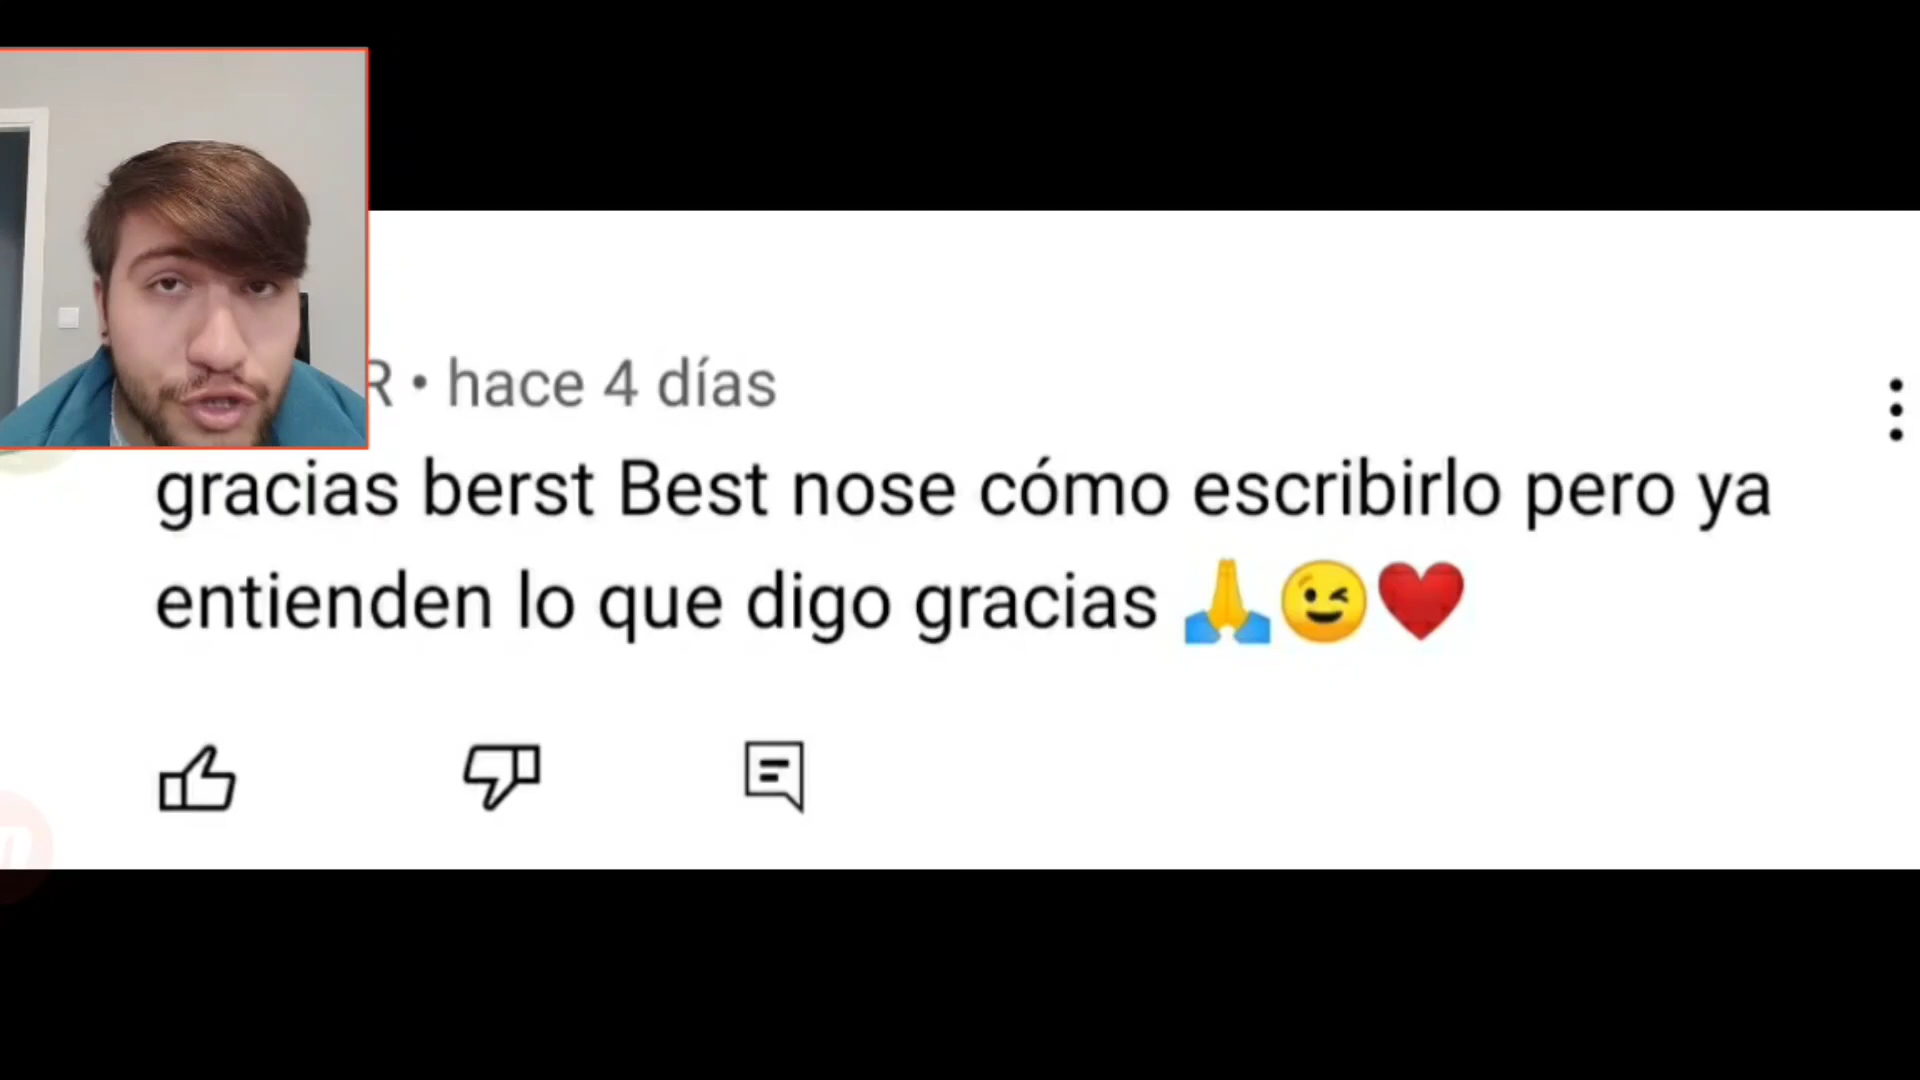 R • hace 4 días
gracias berst Best nose cómo escribirlo pero ya
entienden lo que digo gracias 🙏😉❤️